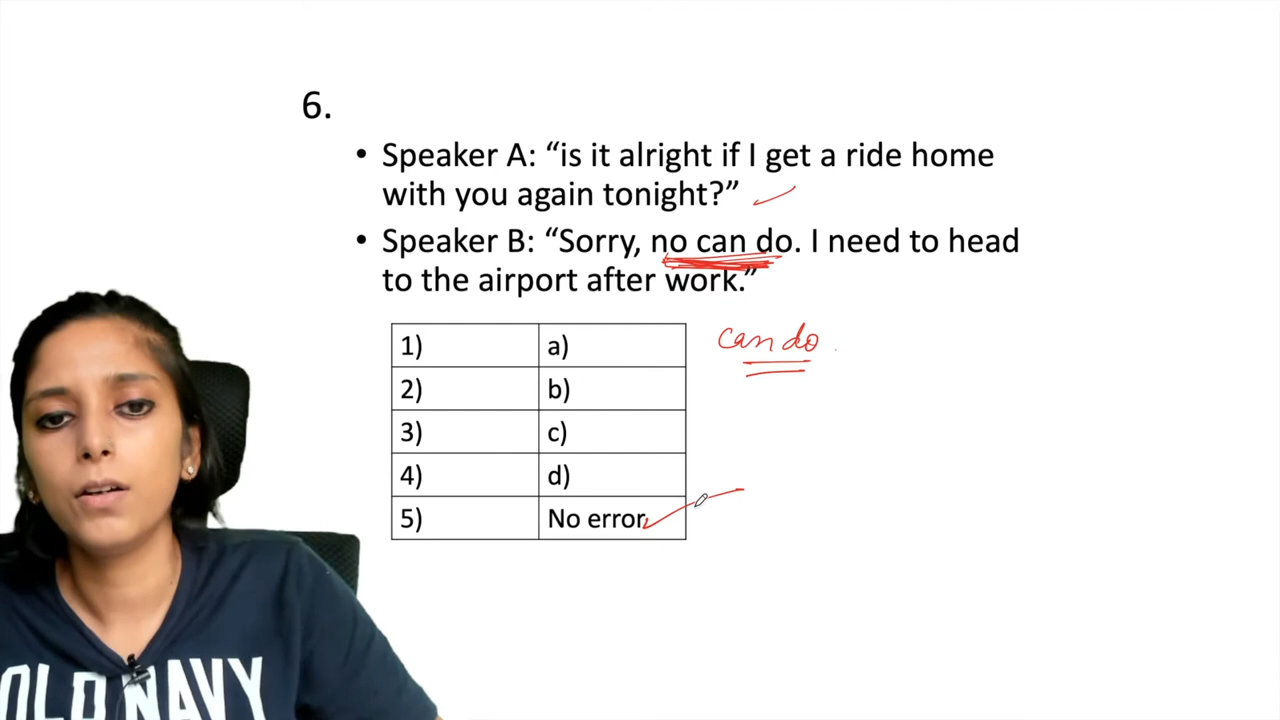 6.
• Speaker A: “is it alright if I get a ride home
with you again tonight?”
• Speaker B: “Sorry, no can do. I need to head
to the airport after work.”
1) a)
can do
2) b)
3) c)
4) d)
5) No error
OLD NAVY